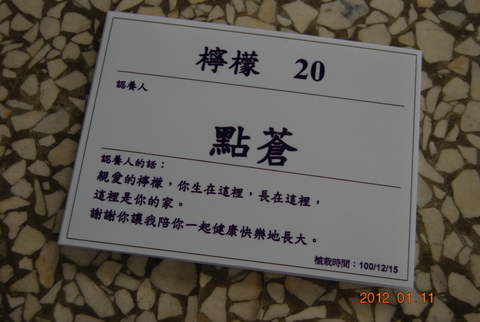 檸檬 20
認養人
點蒼
認養人的話：
親愛的檸檬，你生在這裡，長在這裡，
這裡是你的家。
謝謝你讓我陪你一起健康快樂地長大。
植栽時間：100/12/15
2012.01.11